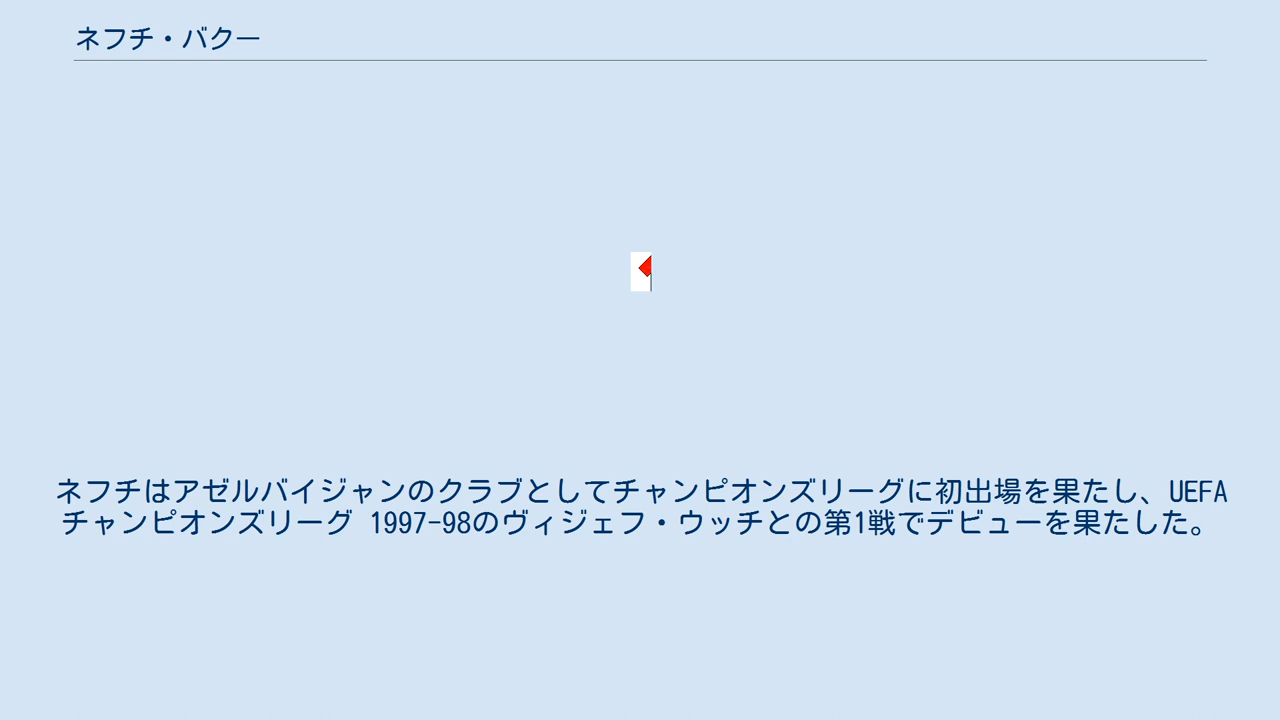 ネフチ・バクー
ネフチはアゼルバイジャンのクラブとしてチャンピオンズリーグに初出場を果たし、UEFA
チャンピオンズリーグ 1997-98のヴィジェフ・ウッチとの第1戦でデビューを果たした。